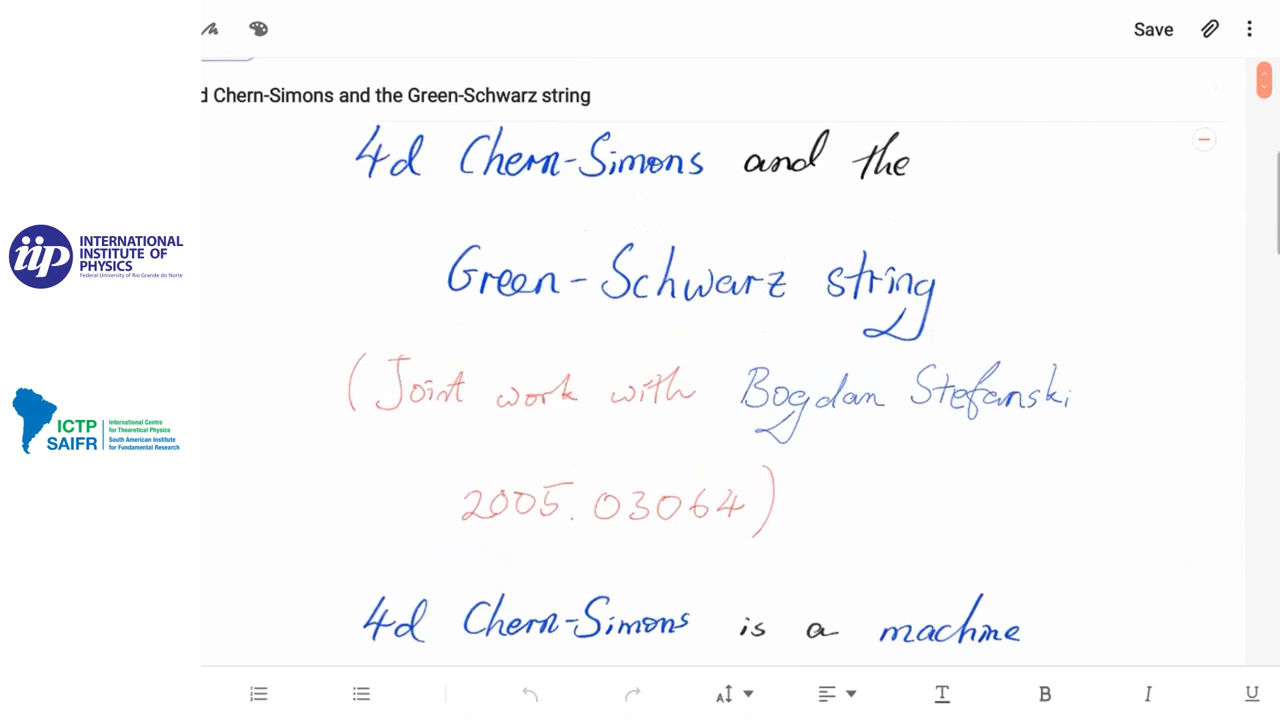 Save
d Chern-Simons and the Green-Schwarz string
4d Chern-Simons and the
Green-Schwarz string
(Joint work with Bogdan Stefanski
2005.03064)
4d Chern-Simons is a machine
iip
INTERNATIONAL
INSTITUTE OF
PHYSICS
Federal University of Rio Grande do Norte
ICTP
SAIFR
International Centre
for Theoretical Physics
South American Institute
for Fundamental Research
T
B
I
U